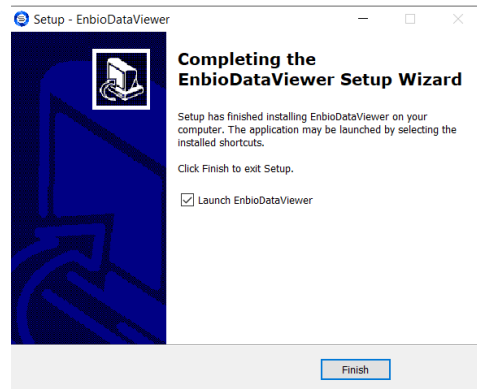 Setup - EnbioDataViewer
Completing the
EnbioDataViewer Setup Wizard
Setup has finished installing EnbioDataViewer on your
computer. The application may be launched by selecting the
installed shortcuts.
Click Finish to exit Setup.
Launch EnbioDataViewer
Finish